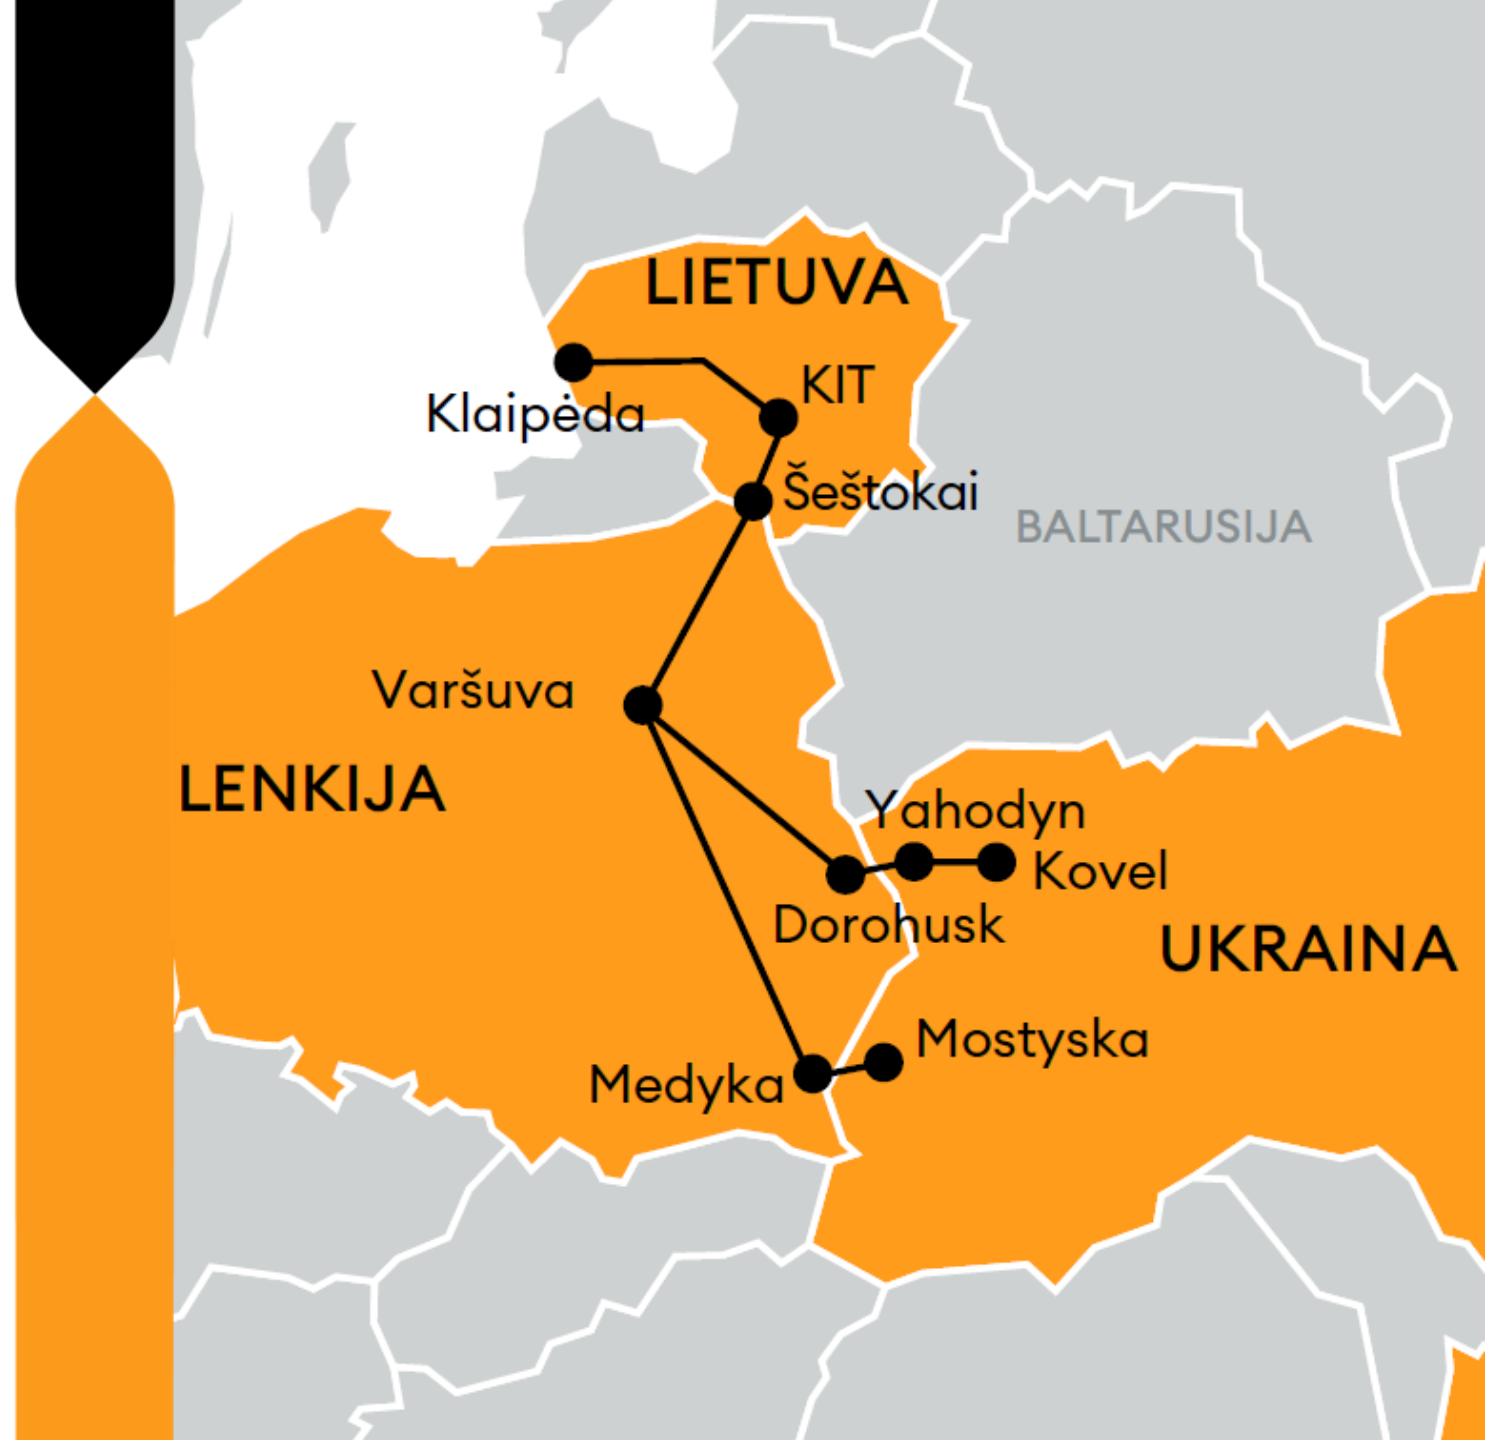 LIETUVA
KIT
Klaipėda
Šeštokai
BALTARUSIJA
Varšuva
LENKIJA
Yahodyn
Kovel
Dorohusk
UKRAINA
Mostyska
Medyka